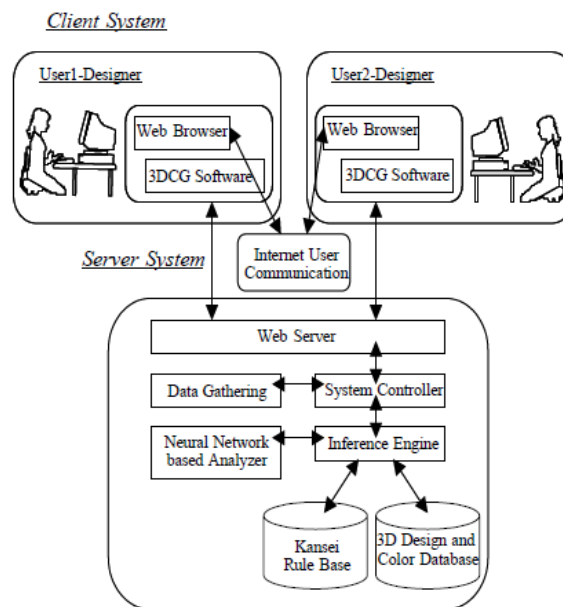 Client System
User1-Designer
Web Browser
3DCG Software
User2-Designer
Web Browser
3DCG Software
Internet User
Communication
Server System
Web Server
Data Gathering
System Controller
Neural Network
based Analyzer
Inference Engine
Kansei
Rule Base
3D Design and
Color Database